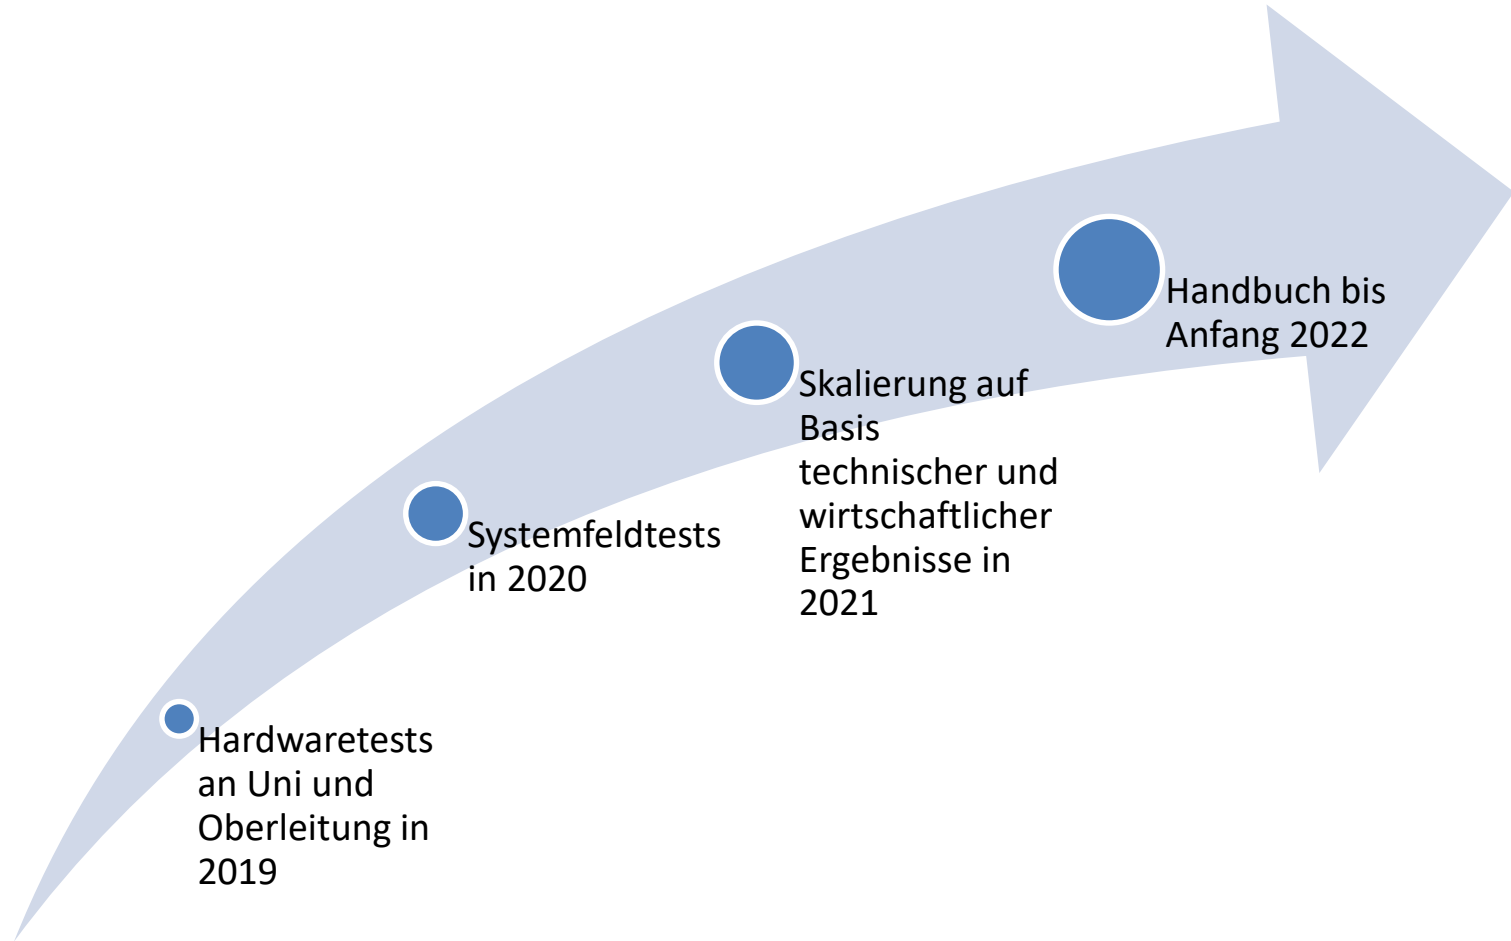 Handbuch bis
Anfang 2022
Skalierung auf
Basis
technischer und
wirtschaftlicher
Ergebnisse in
2021
Systemfeldtests
in 2020
Hardwaretests
an Uni und
Oberleitung in
2019